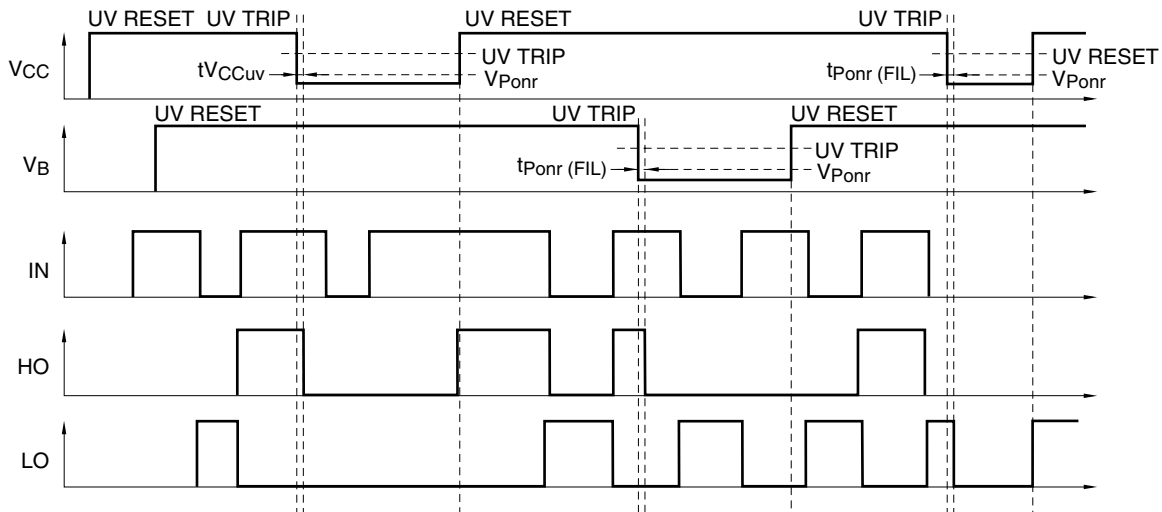 UV RESET UV TRIP UV RESET UV TRIP
VCC
UV TRIP
UV RESET
tVCCuv
VPonr
tPonr (FIL)
VPonr
UV RESET UV TRIP UV RESET
VB
UV TRIP
tPonr (FIL)
VPonr
IN
HO
LO